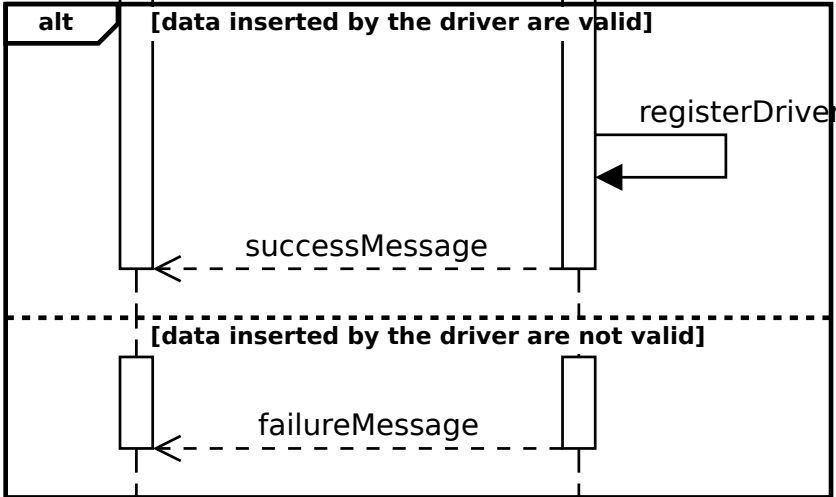 alt
[data inserted by the driver are valid]
registerDriver
successMessage
[data inserted by the driver are not valid]
failureMessage